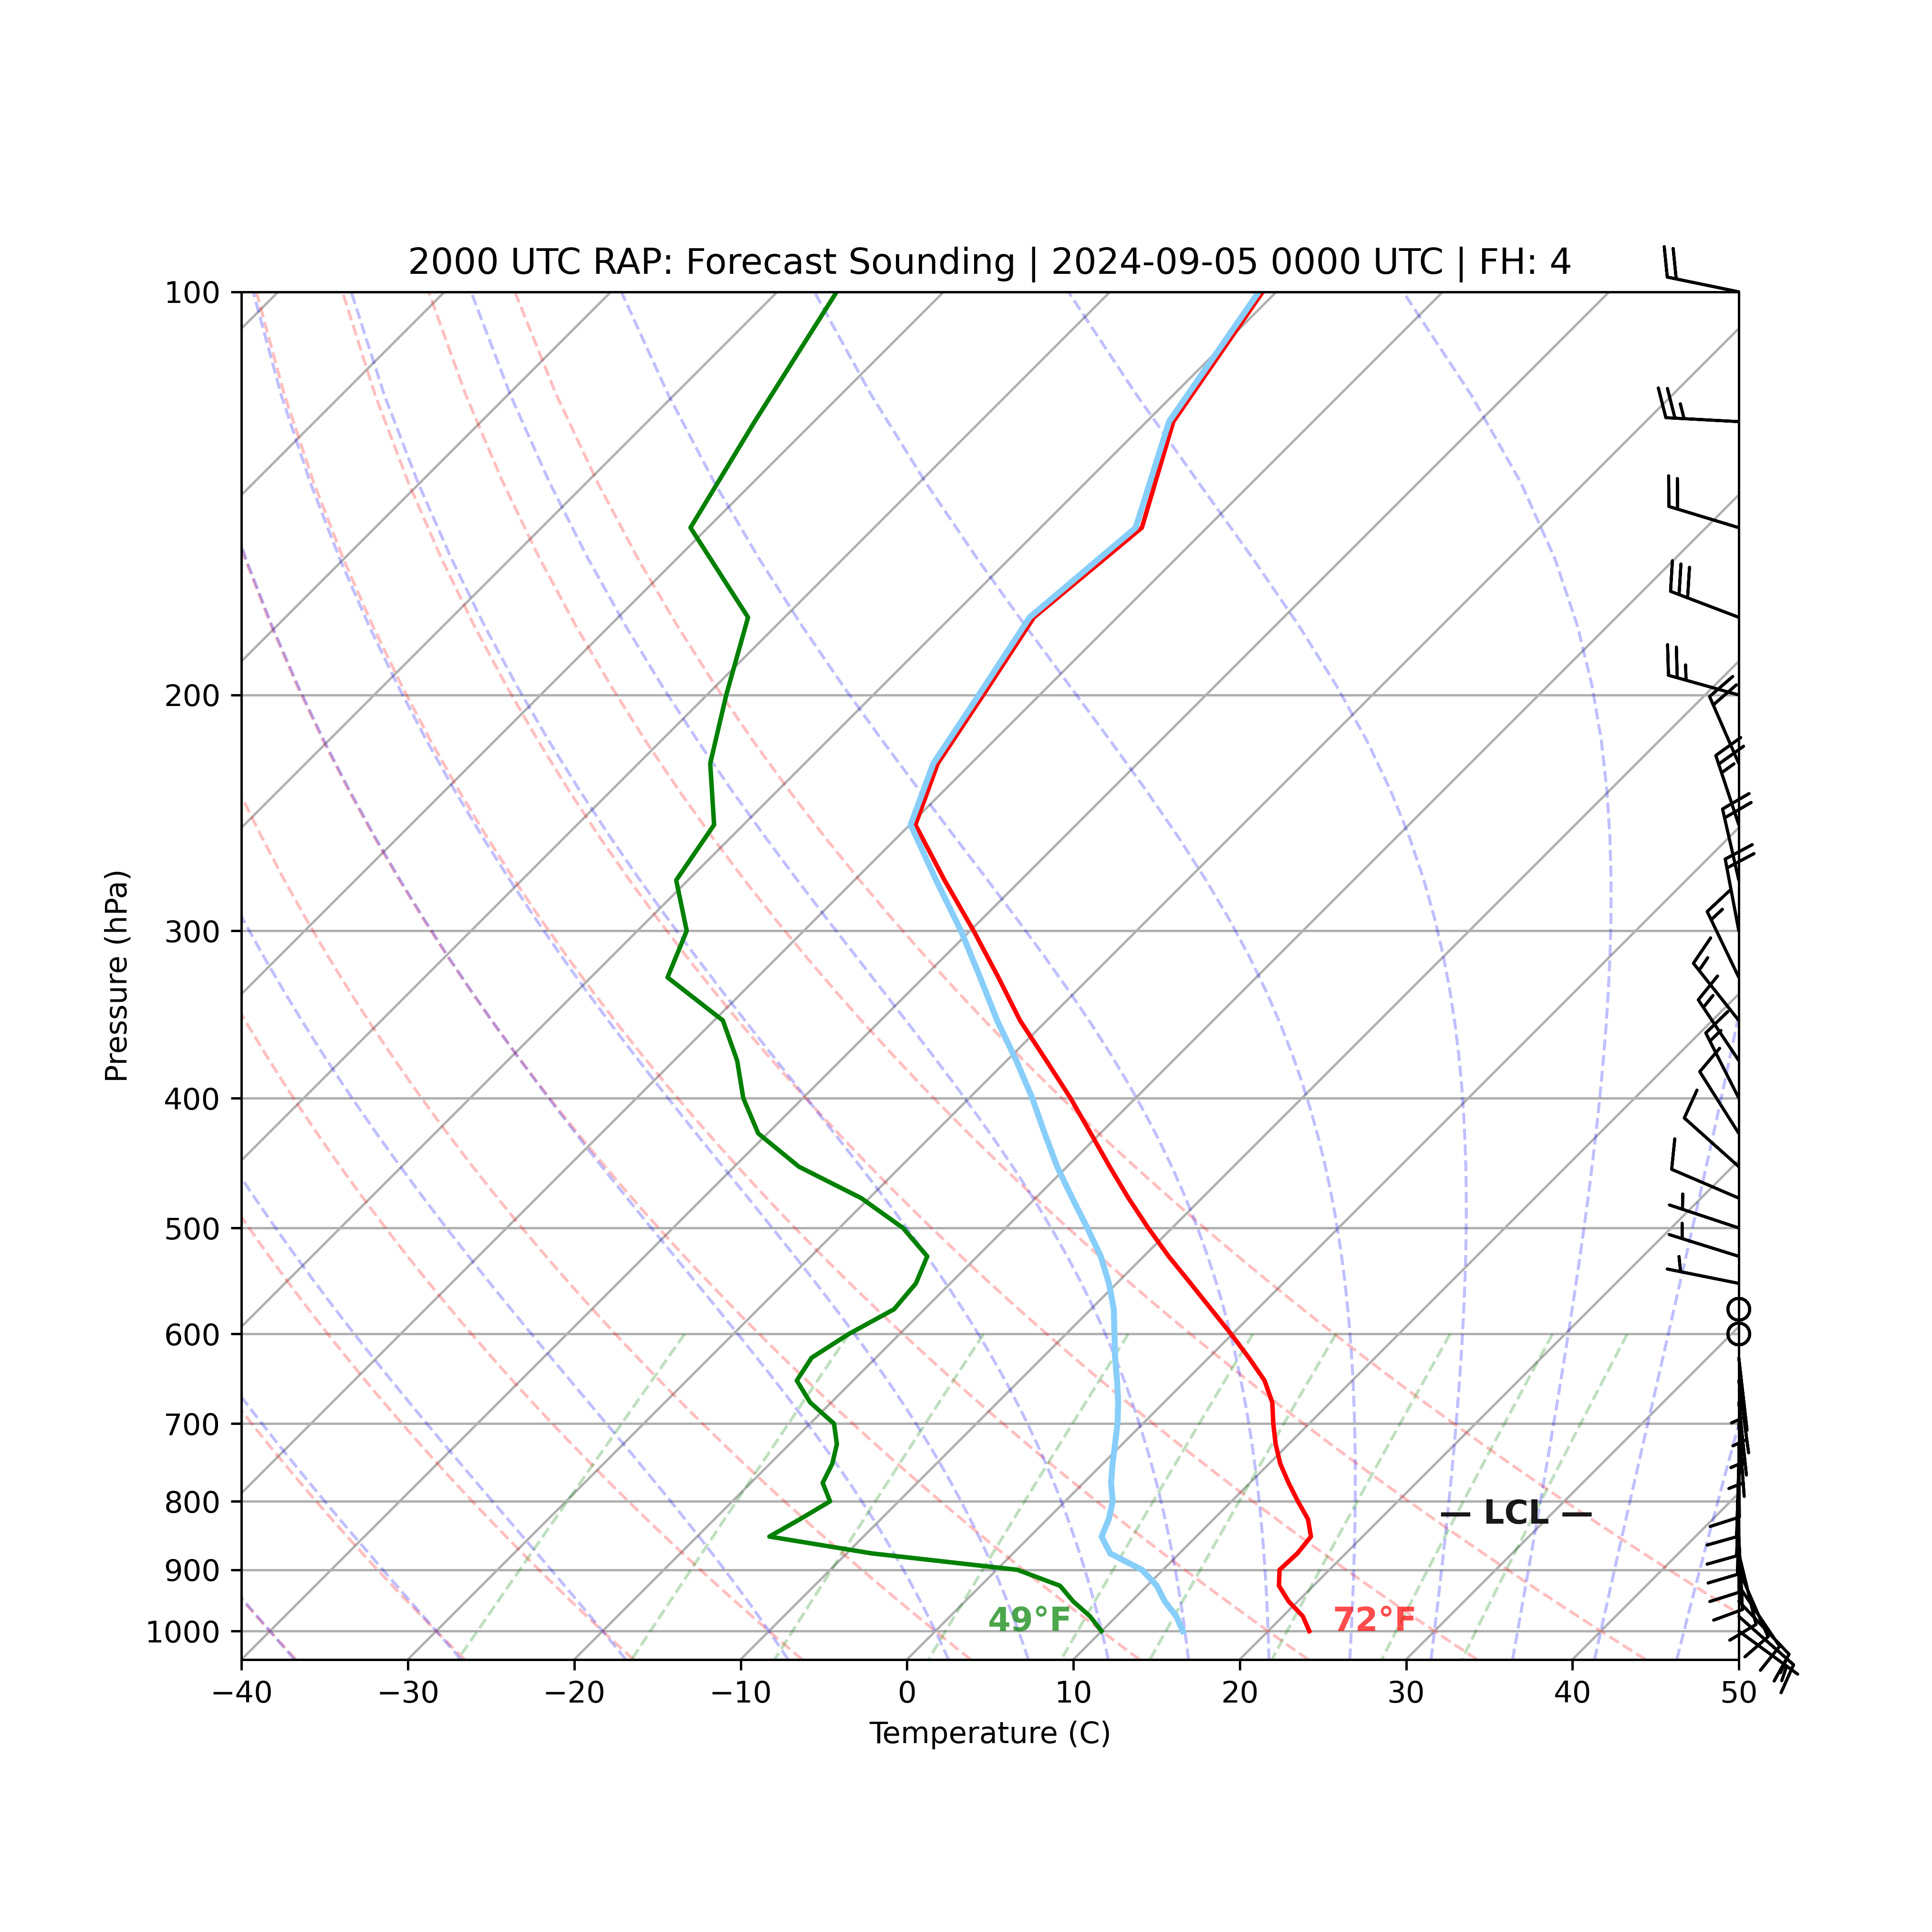 2000 UTC RAP: Forecast Sounding | 2024-09-05 0000 UTC | FH: 4
100
200
300
400
500
600
700
800
900
1000
Pressure (hPa)
— LCL —
49°F
72°F
−40 −30 −20 −10 0 10 20 30 40 50
Temperature (C)